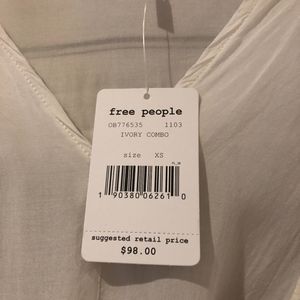 free people
OB776535 1103
IVORY COMBO
size XS
1 90380 06261 0
suggested retail price
$98.00